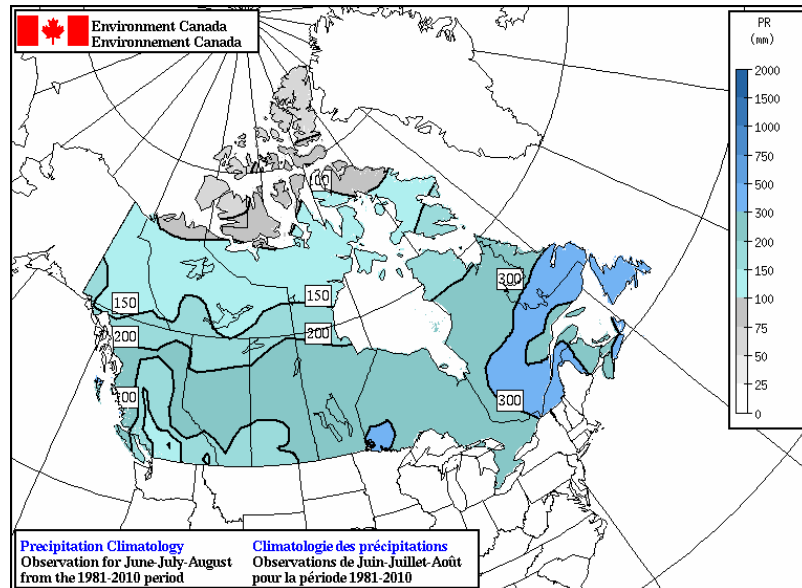 Environment Canada
Environnement Canada
PR
(mm)
2000
1500
1000
750
500
300
200
150
100
75
50
25
0
300
150
150
200
200
300
Precipitation Climatology
Observation for June-July-August
from the 1981-2010 period
Climatologie des précipitations
Observations de Juin-Juillet-Août
pour la période 1981-2010